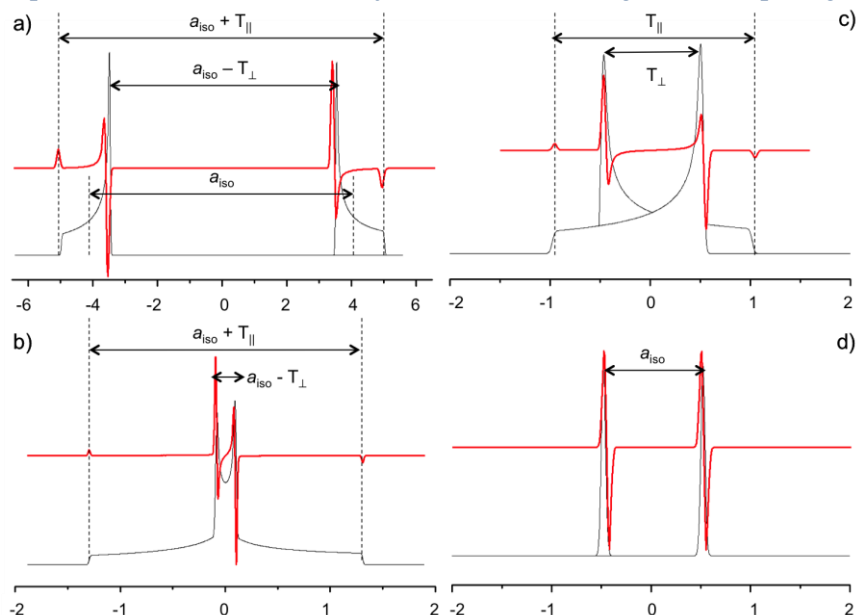 a)
a_iso + T_||
a_iso – T_⊥
a_iso
-6 -4 -2 0 2 4 6
c)
T_||
T_⊥
-2 -1 0 1 2
b)
a_iso + T_||
a_iso - T_⊥
-2 -1 0 1 2
d)
a_iso
-2 -1 0 1 2